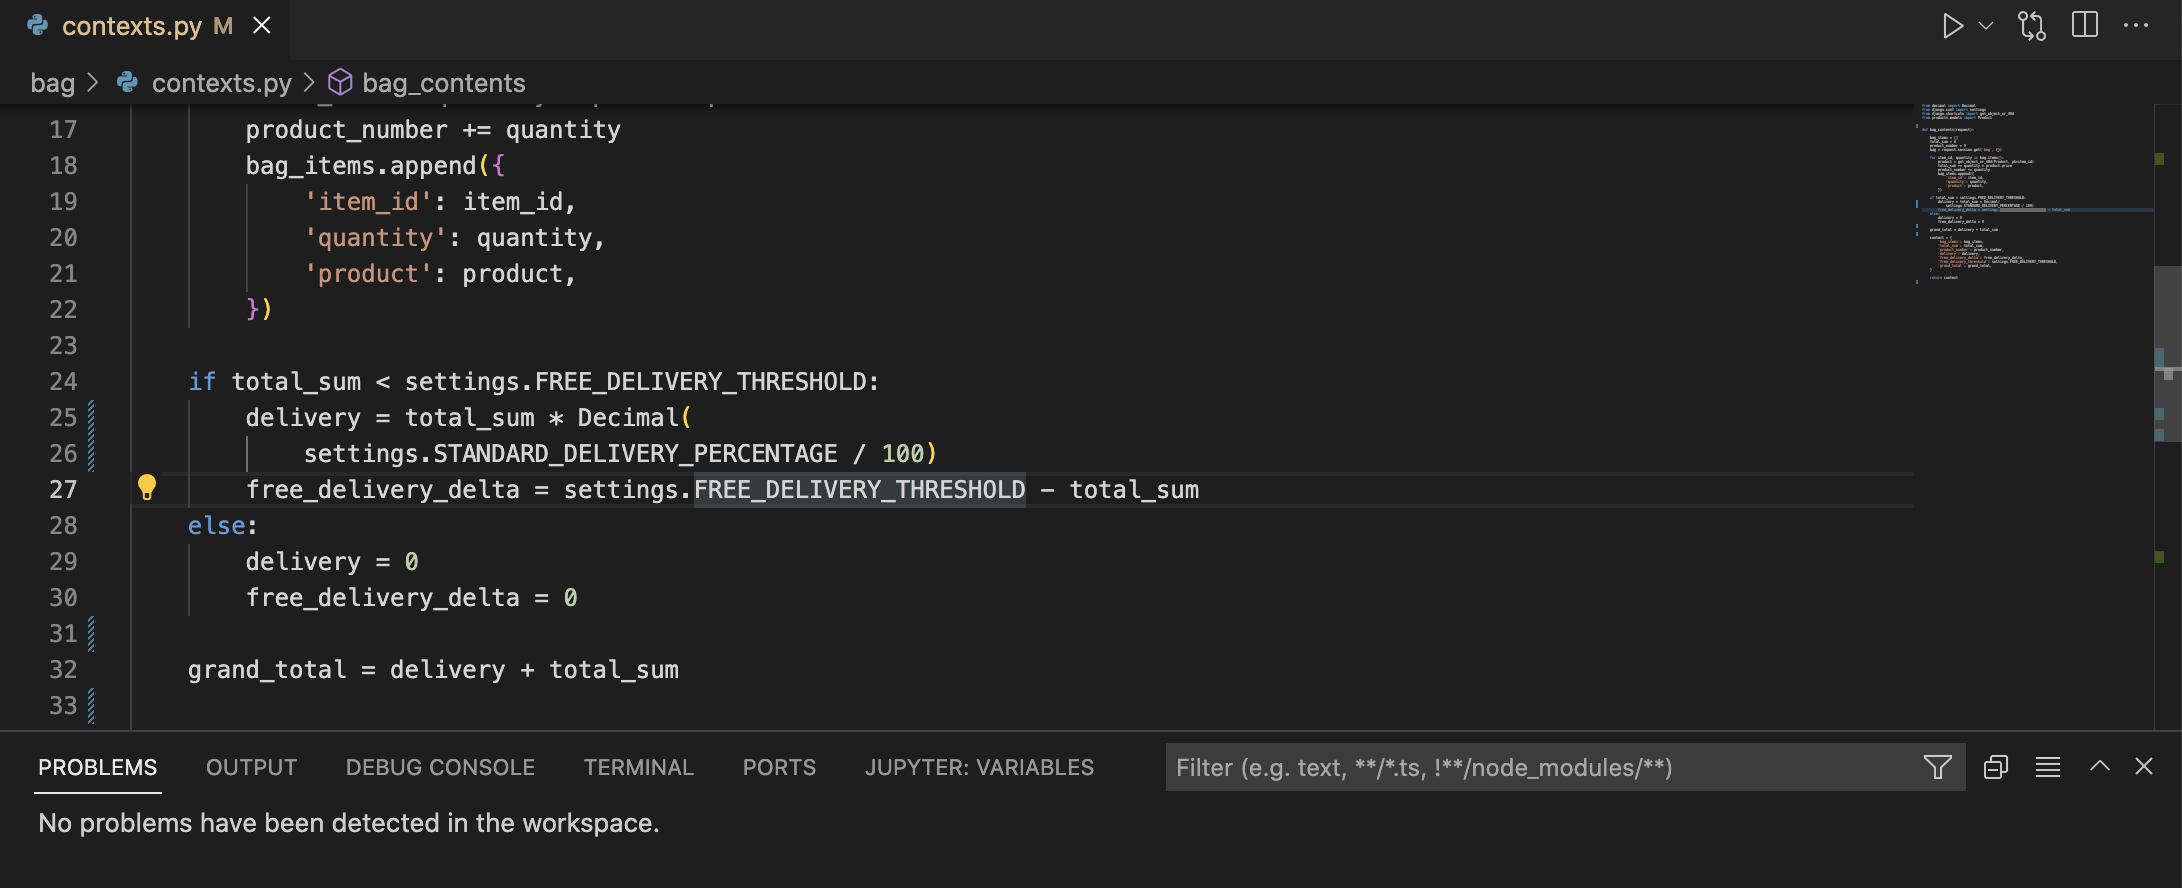 contexts.py M
bag > contexts.py > bag_contents
17 product_number += quantity
18 bag_items.append({
19 'item_id': item_id,
20 'quantity': quantity,
21 'product': product,
22 })
23
24 if total_sum < settings.FREE_DELIVERY_THRESHOLD:
25 delivery = total_sum * Decimal(
26 settings.STANDARD_DELIVERY_PERCENTAGE / 100)
27 free_delivery_delta = settings.FREE_DELIVERY_THRESHOLD - total_sum
28 else:
29 delivery = 0
30 free_delivery_delta = 0
31
32 grand_total = delivery + total_sum
33
PROBLEMS OUTPUT DEBUG CONSOLE TERMINAL PORTS JUPYTER: VARIABLES Filter (e.g. text, **/*.ts, !**/node_modules/**)
No problems have been detected in the workspace.